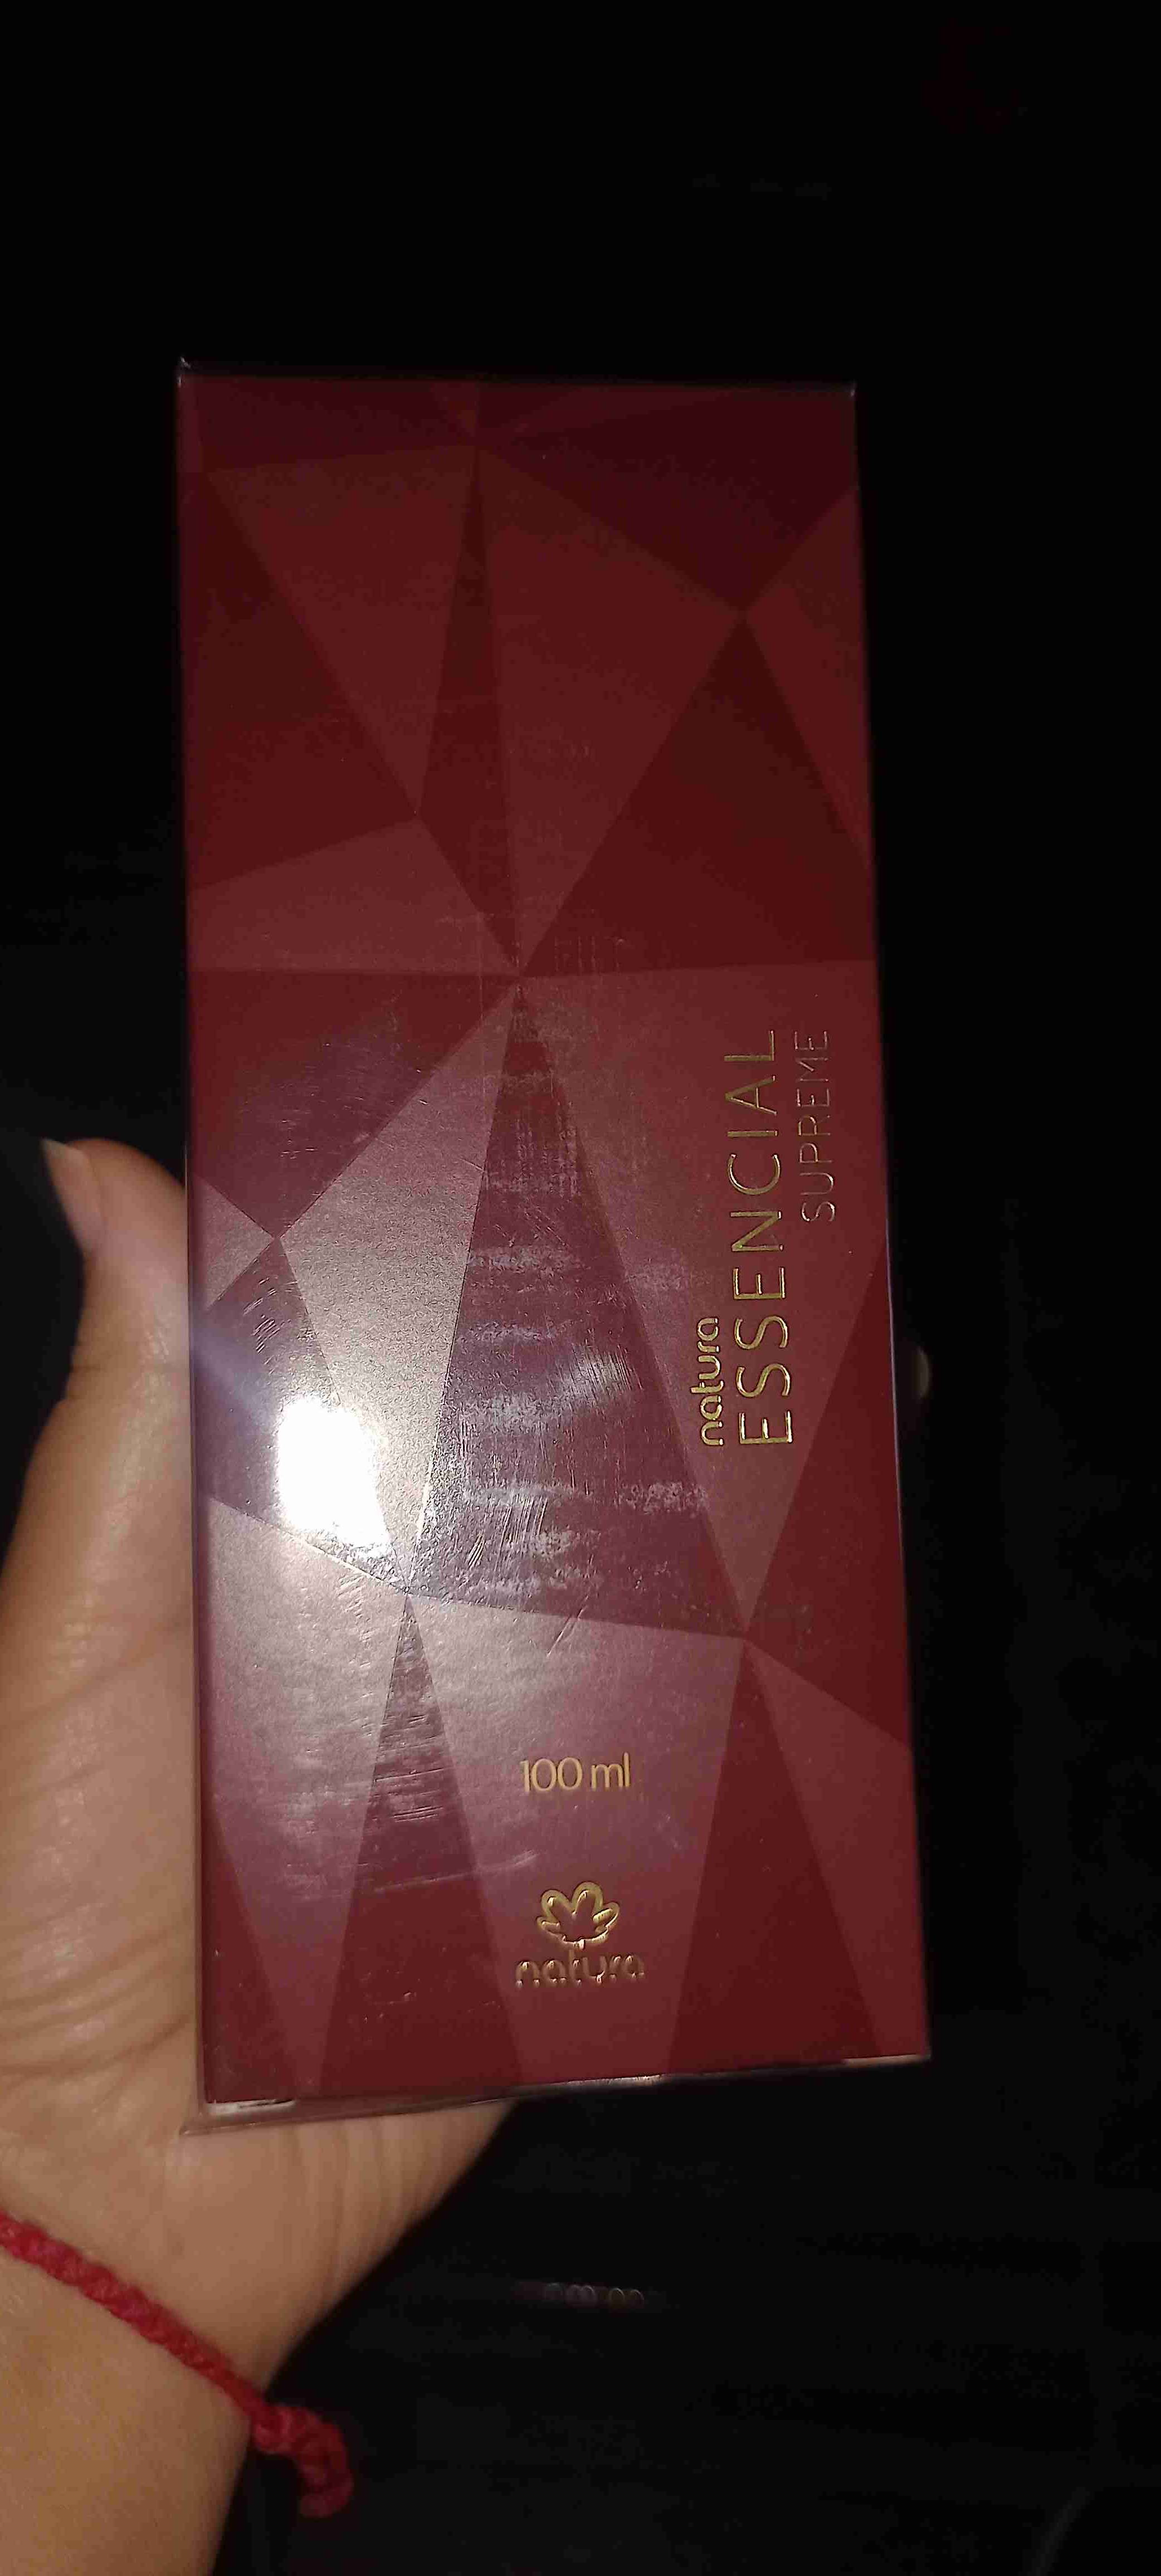 natura
ESSENCIAL
SUPREME
100 ml
natura